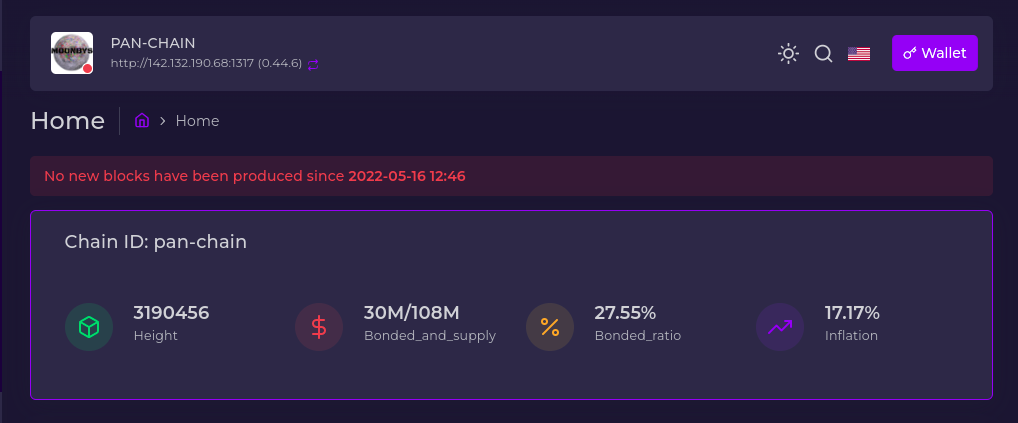 MOONBYS
PAN-CHAIN
http://142.132.190.68:1317 (0.44.6)
Wallet
Home
Home
No new blocks have been produced since 2022-05-16 12:46
Chain ID: pan-chain
3190456
Height
30M/108M
Bonded_and_supply
27.55%
Bonded_ratio
17.17%
Inflation